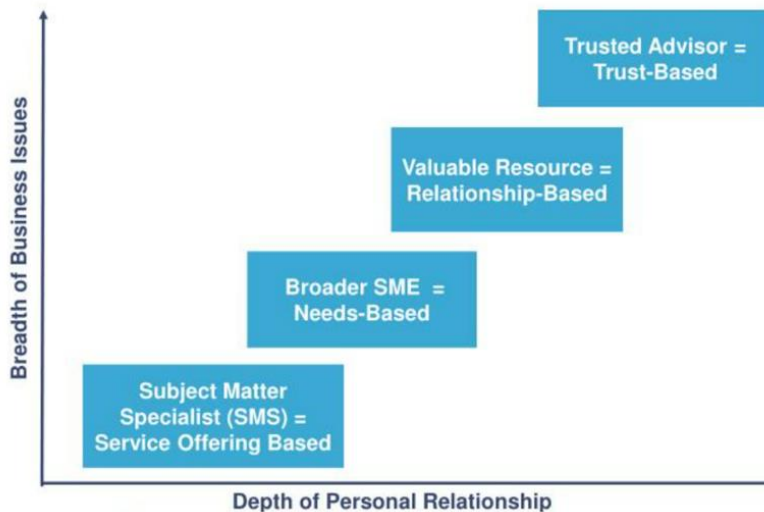 Trusted Advisor =
Trust-Based
Valuable Resource =
Relationship-Based
Broader SME =
Needs-Based
Subject Matter
Specialist (SMS) =
Service Offering Based
Breadth of Business Issues
Depth of Personal Relationship